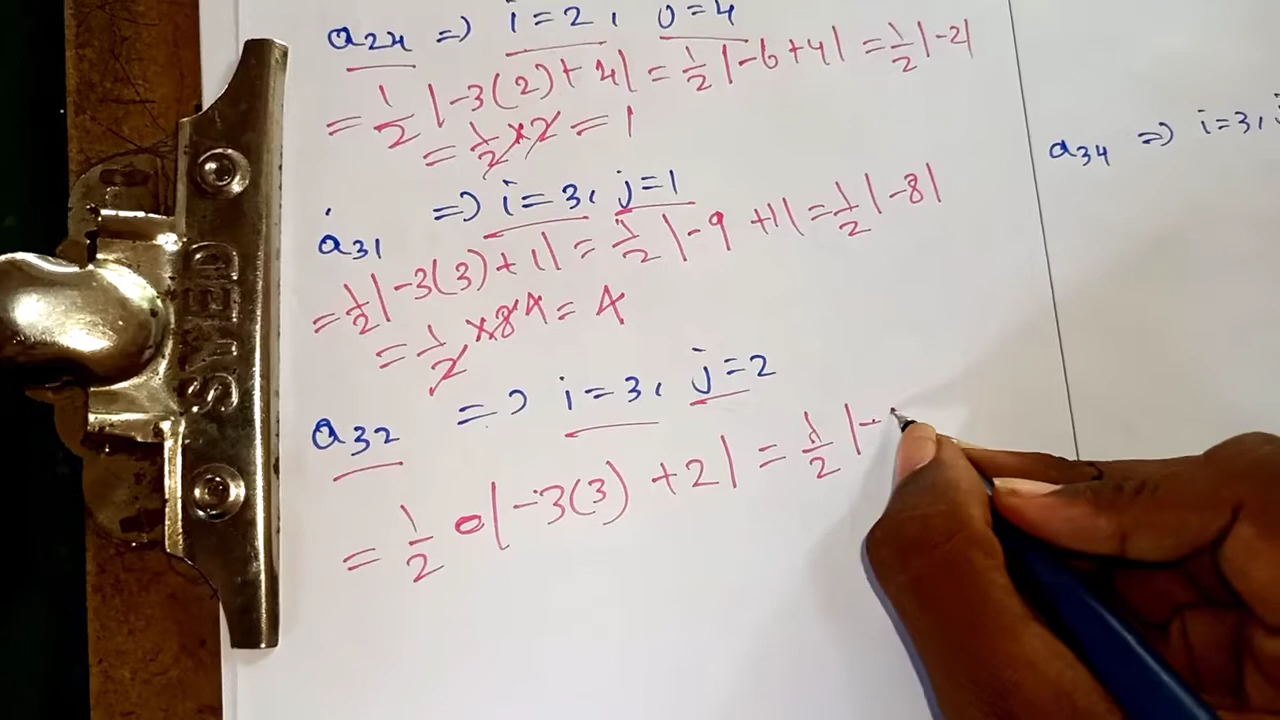 a₂₄ ⇒ i = 2, j = 4
= 1/2 |-3(2) + 4| = 1/2 |-6 + 4| = 1/2 |-2|
= 1/2 × 2 = 1
a₃₁ ⇒ i = 3, j = 1
= 1/2 |-3(3) + 1| = 1/2 |-9 + 1| = 1/2 |-8|
= 1/2 × 8 4 = 4
a₃₂ ⇒ i = 3, j = 2
= 1/2 |-3(3) + 2| = 1/2 |-
a₃₄ ⇒ i = 3, j
SYED